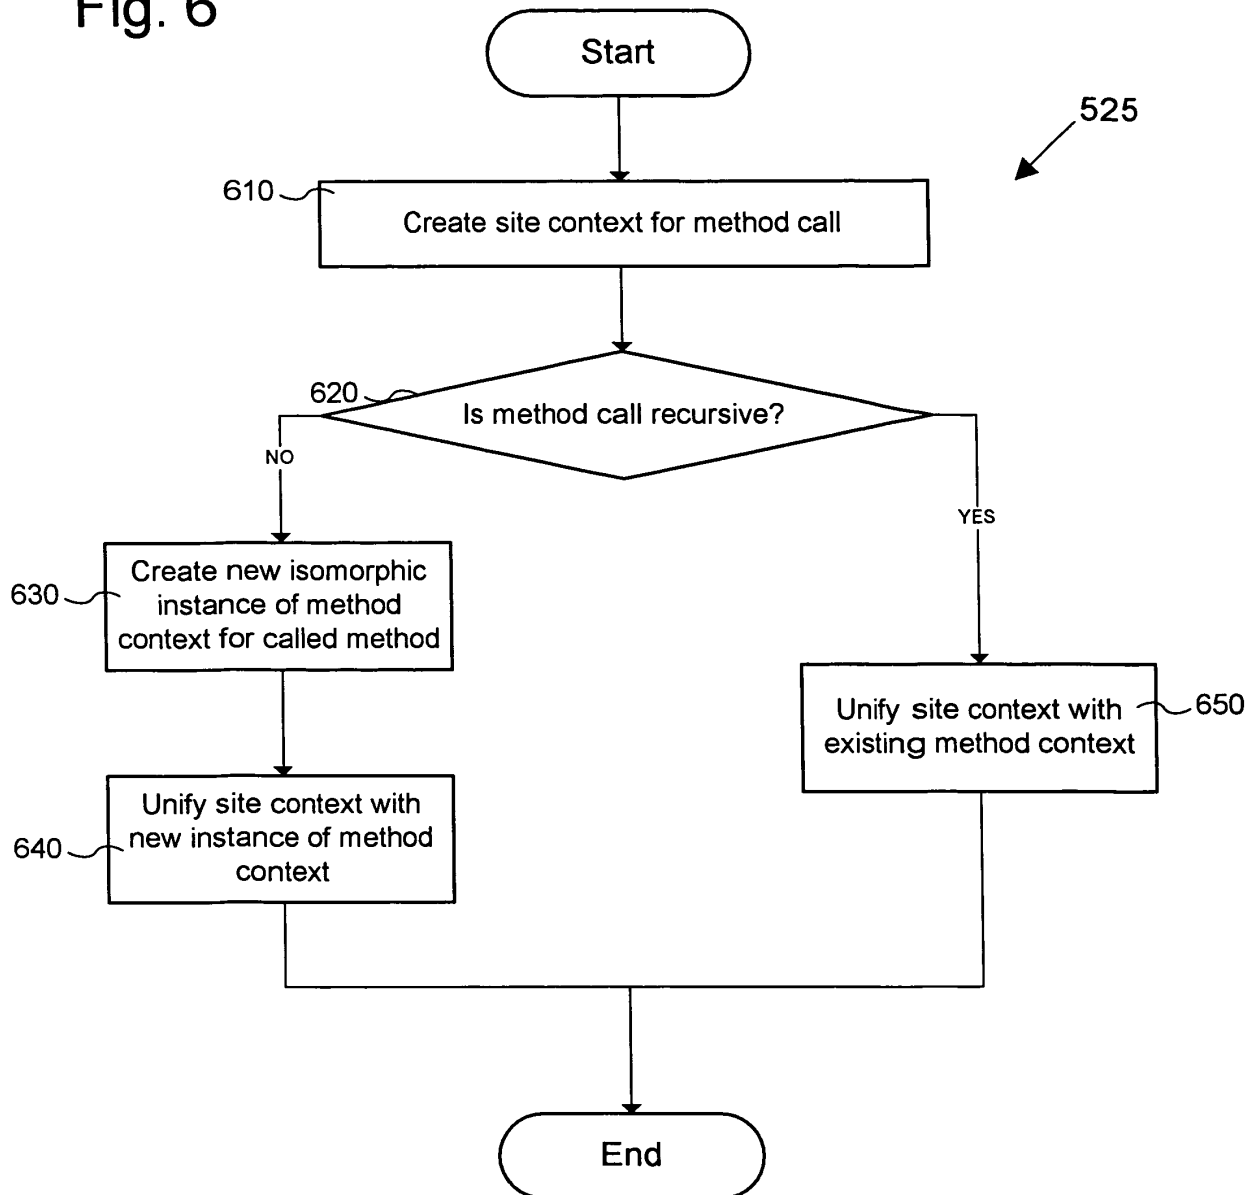 Fig. 6
Start
525
610
Create site context for method call
620
Is method call recursive?
NO
YES
630
Create new isomorphic
instance of method
context for called method
Unify site context with
existing method context
650
640
Unify site context with
new instance of method
context
End